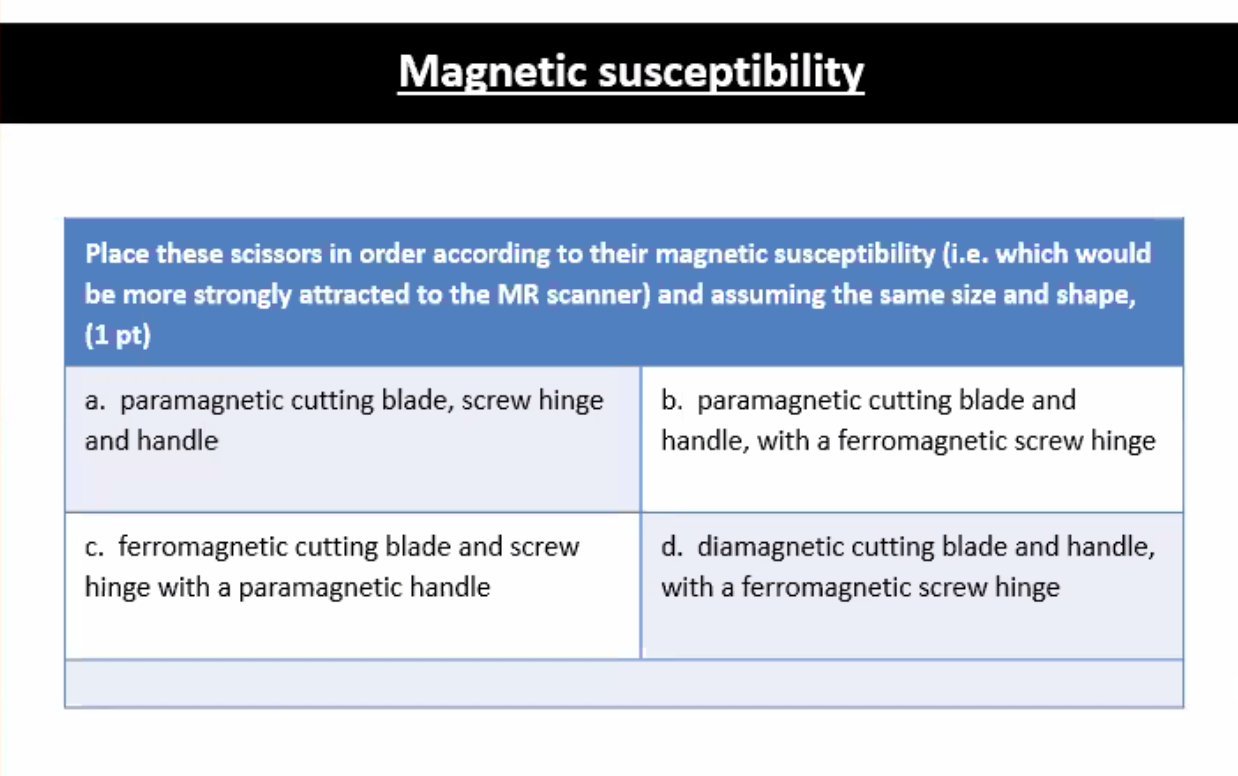 Magnetic susceptibility
Place these scissors in order according to their magnetic susceptibility (i.e. which would
be more strongly attracted to the MR scanner) and assuming the same size and shape,
(1 pt)
a. paramagnetic cutting blade, screw hinge
and handle
b. paramagnetic cutting blade and
handle, with a ferromagnetic screw hinge
c. ferromagnetic cutting blade and screw
hinge with a paramagnetic handle
d. diamagnetic cutting blade and handle,
with a ferromagnetic screw hinge